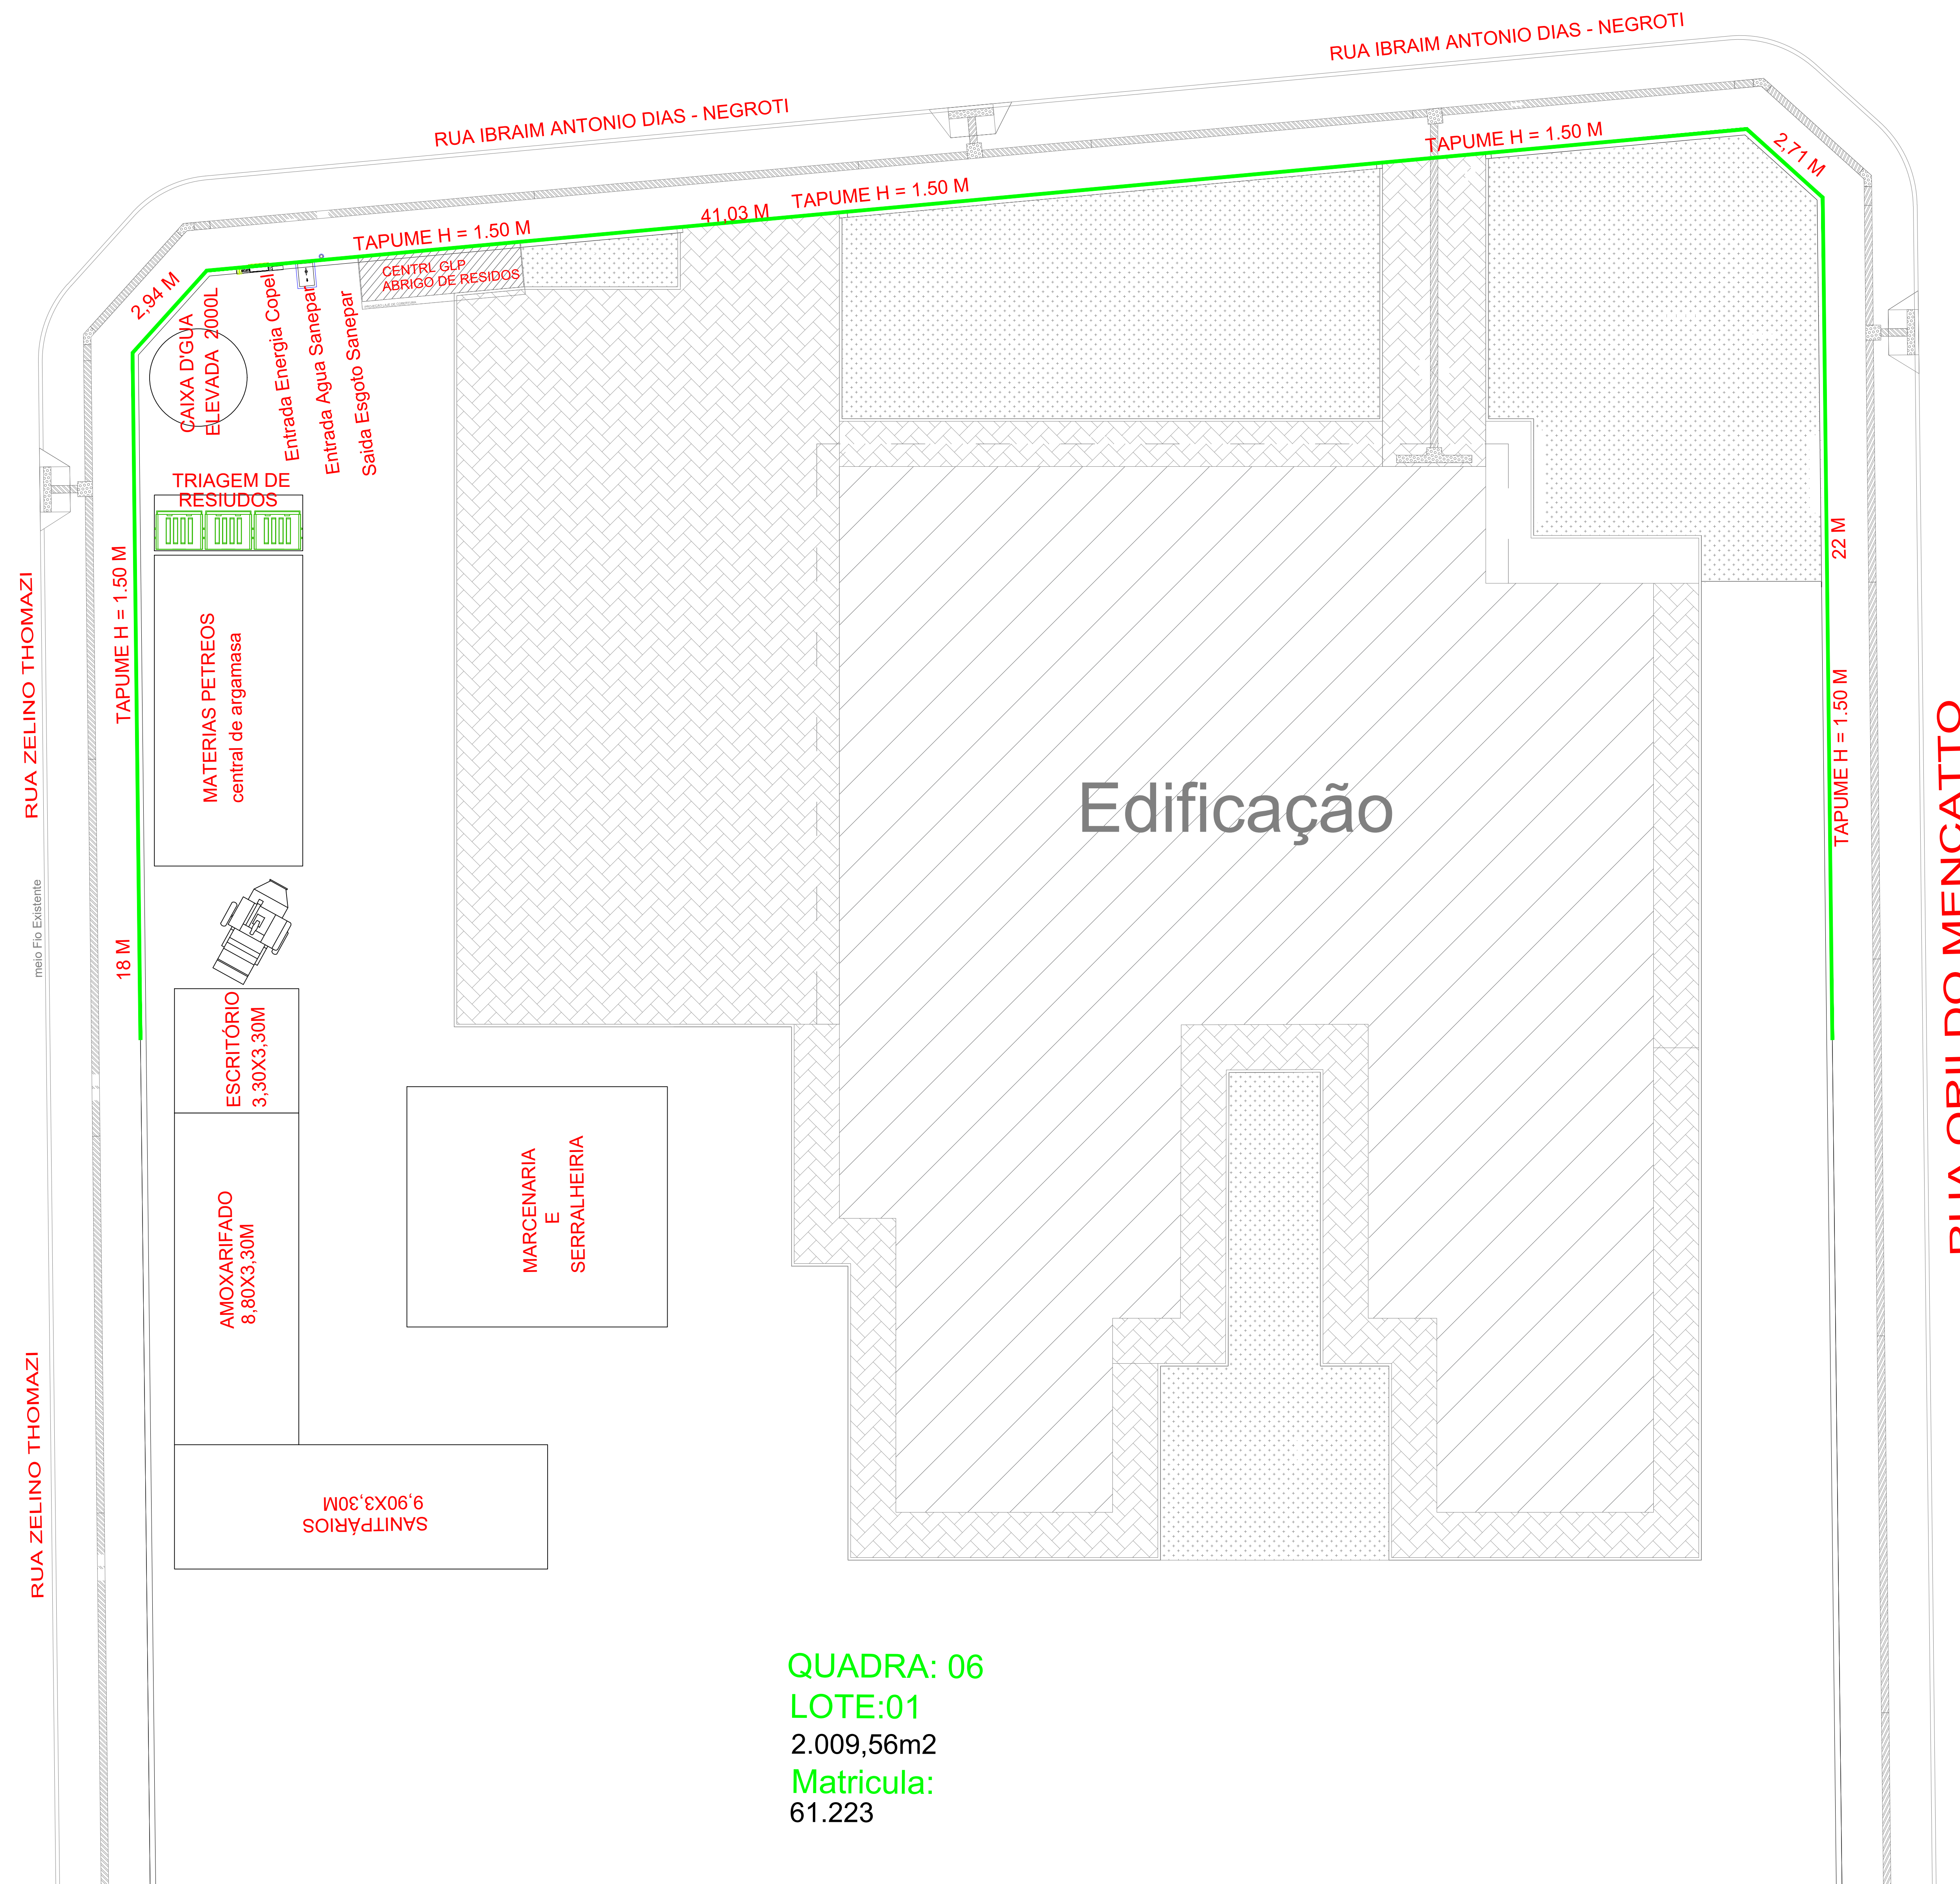 RUA IBRAIM ANTONIO DIAS - NEGROTI
RUA IBRAIM ANTONIO DIAS - NEGROTI
TAPUME H = 1.50 M
2,71 M
TAPUME H = 1.50 M
41,03 M
TAPUME H = 1.50 M
2,94 M
CENTRL GLP
ABRIGO DE RESIDOS
CAIXA D'GUA
ELEVADA 2000L
Entrada Energia Copel
Entrada Agua Sanepar
Saida Esgoto Sanepar
TRIAGEM DE
RESIUDOS
22 M
TAPUME H = 1.50 M
RUA ZELINO THOMAZI
MATERIAS PETREOS
central de argamasa
TAPUME H = 1.50 M
RUA ORILDO MENCATTO
Edificação
meio Fio Existente
18 M
ESCRITÓRIO
3,30X3,30M
AMOXARIFADO
8,80X3,30M
MARCENARIA
E
SERRALHEIRIA
RUA ZELINO THOMAZI
SANITPÁRIOS
9,90X3,30M
QUADRA: 06
LOTE:01
2.009,56m2
Matricula:
61.223